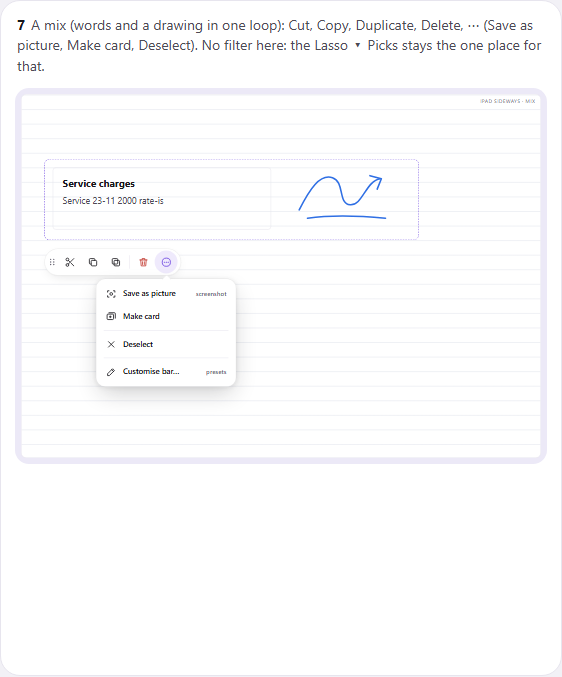 7 A mix (words and a drawing in one loop): Cut, Copy, Duplicate, Delete, ··· (Save as
picture, Make card, Deselect). No filter here: the Lasso ▾ Picks stays the one place for
that.
IPAD SIDEWAYS · MIX
Service charges
Service 23-11 2000 rate-is
Save as picture screenshot
Make card
Deselect
Customise bar... presets